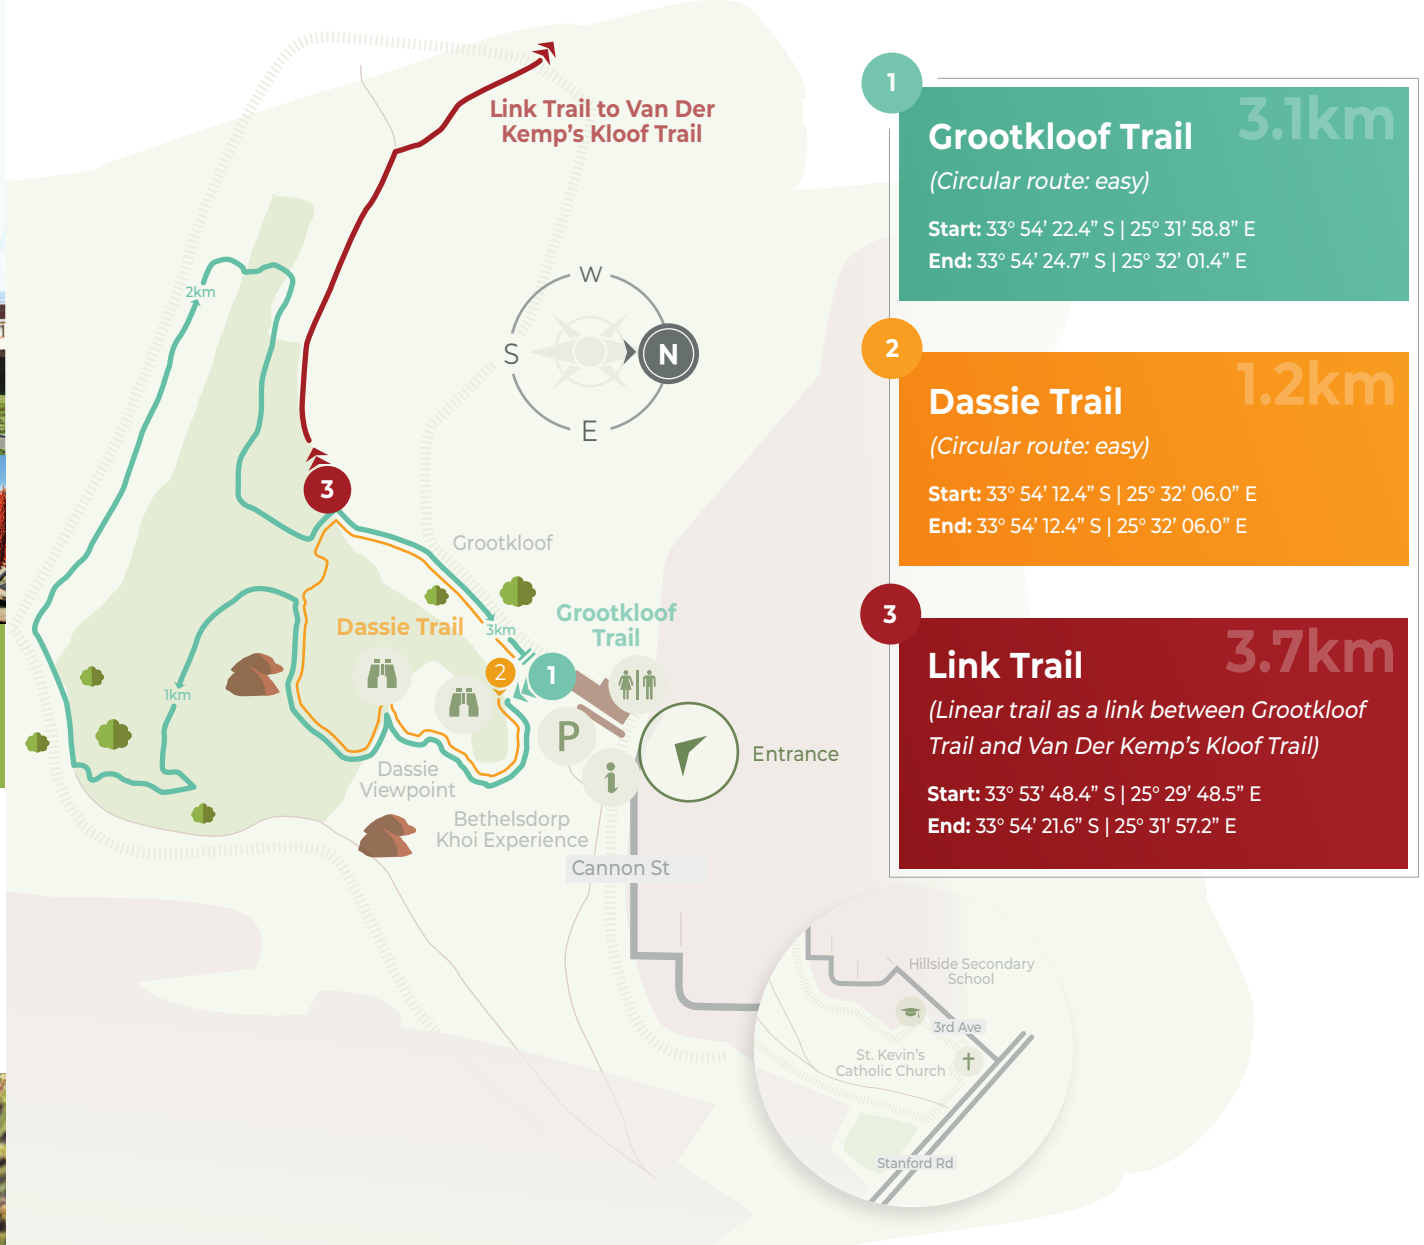 Link Trail to Van Der
Kemp's Kloof Trail
W
S
N
E
2km
3
Grootkloof
Grootkloof
Trail
Dassie Trail
3km
2
1
1km
P
i
Entrance
Dassie
Viewpoint
Bethelsdorp
Khoi Experience
Cannon St
Hillside Secondary
School
3rd Ave
St. Kevin's
Catholic Church
Stanford Rd
1
3.1km
Grootkloof Trail
(Circular route: easy)
Start: 33° 54’ 22.4” S | 25° 31’ 58.8” E
End: 33° 54’ 24.7” S | 25° 32’ 01.4” E
2
1.2km
Dassie Trail
(Circular route: easy)
Start: 33° 54’ 12.4” S | 25° 32’ 06.0” E
End: 33° 54’ 12.4” S | 25° 32’ 06.0” E
3
3.7km
Link Trail
(Linear trail as a link between Grootkloof
Trail and Van Der Kemp’s Kloof Trail)
Start: 33° 53’ 48.4” S | 25° 29’ 48.5” E
End: 33° 54’ 21.6” S | 25° 31’ 57.2” E